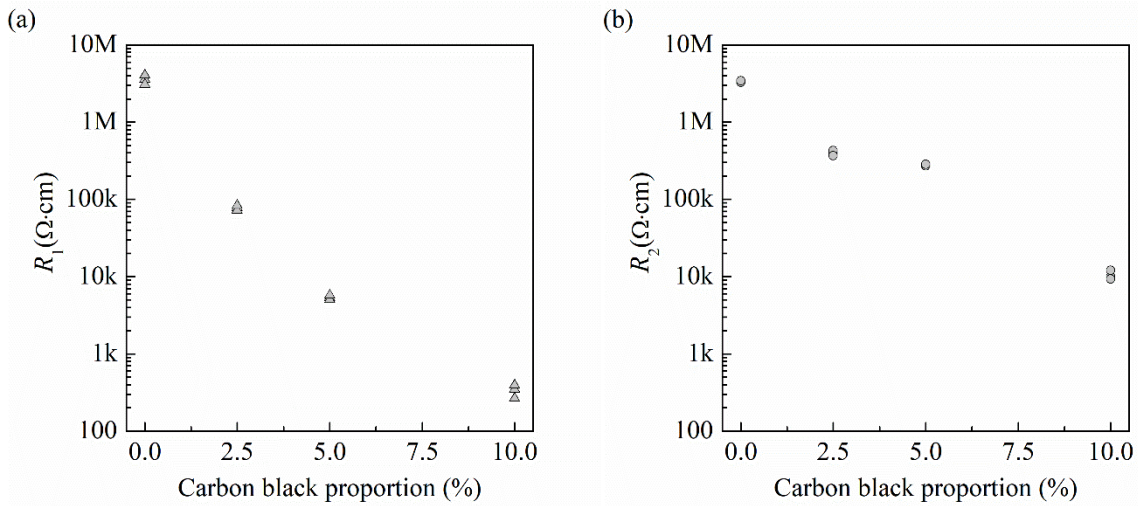 (a)
10M
1M
100k
10k
1k
100
R₁(Ω·cm)
0.0 2.5 5.0 7.5 10.0
Carbon black proportion (%)
(b)
10M
1M
100k
10k
1k
100
R₂(Ω·cm)
0.0 2.5 5.0 7.5 10.0
Carbon black proportion (%)